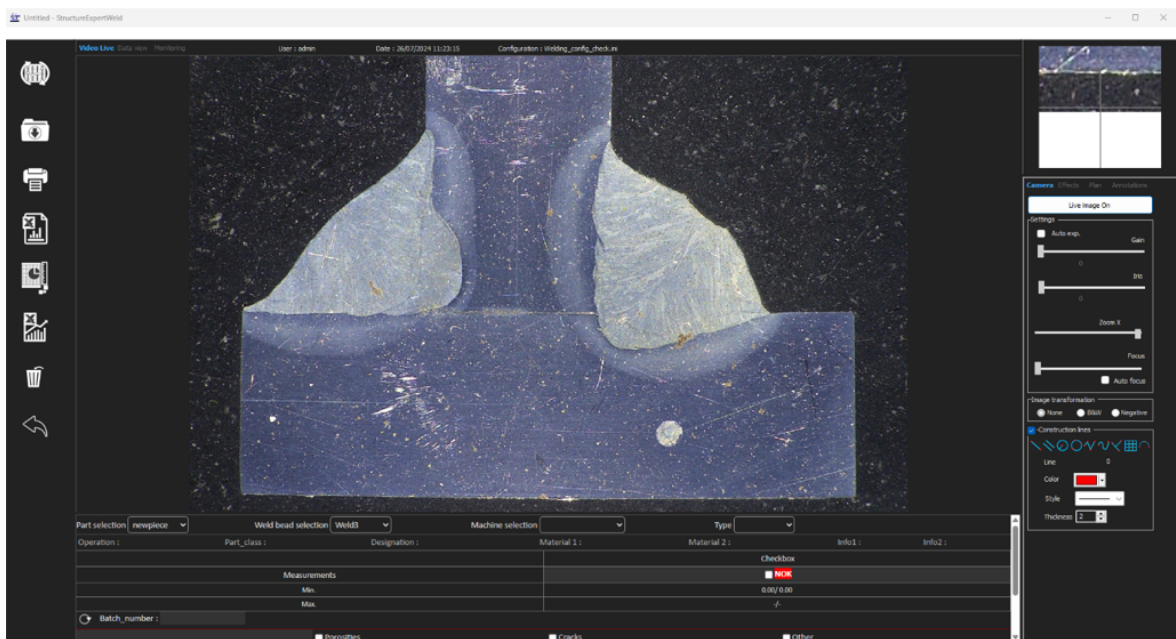 Untitled - StructureExpertWeld
Video Live Data view Monitoring User : admin Date : 26/07/2024 11:23:15 Configuration : Welding_config_check.ini
Camera Effects Plan Annotations
Live image On
Settings
Auto exp.
Gain
0
Iris
0
Zoom X
Focus
Auto focus
Image transformation
None B&W Negative
Construction lines
Line 0
Color
Style
Thickness 2
Part selection newpiece Weld bead selection Weld3 Machine selection Type
Operation : Part_class : Designation : Material 1 : Material 2 : Info1 : Info2 :
Checkbox
Measurements NOK
Min. 0.00/ 0.00
Max. -/-
Batch_number :
Porosities Cracks Other